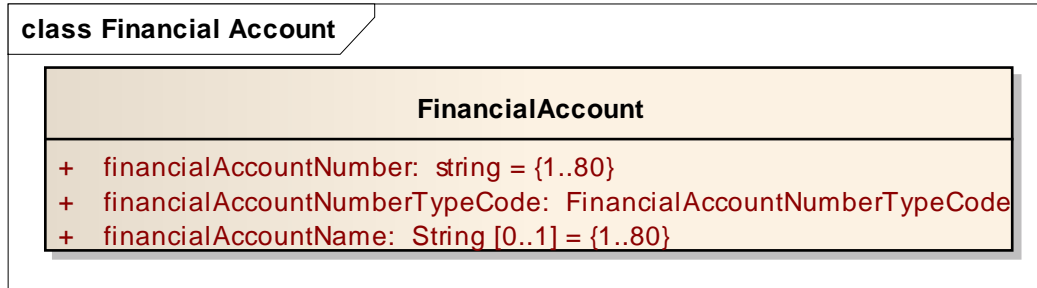 class Financial Account
FinancialAccount
+ financialAccountNumber: string = {1..80}
+ financialAccountNumberTypeCode: FinancialAccountNumberTypeCode
+ financialAccountName: String [0..1] = {1..80}